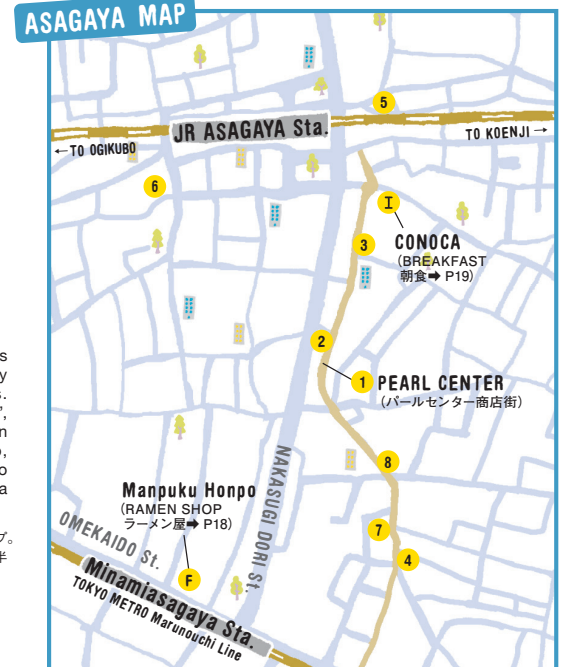 ASAGAYA MAP
5
JR ASAGAYA Sta.
←TO OGIKUBO
TO KOENJI→
6
I
CONOCA
(BREAKFAST
朝食➡ P19)
3
2
1
PEARL CENTER
(パールセンター商店街)
8
NAKASUGI DORI St.
Manpuku Honpo
(RAMEN SHOP
ラーメン屋➡ P18)
7
4
OMEKAIDO St.
F
Minamiasagaya Sta.
TOKYO METRO Marunouchi Line
s
y
s.
”,
n
o,
o
a
プ。
半